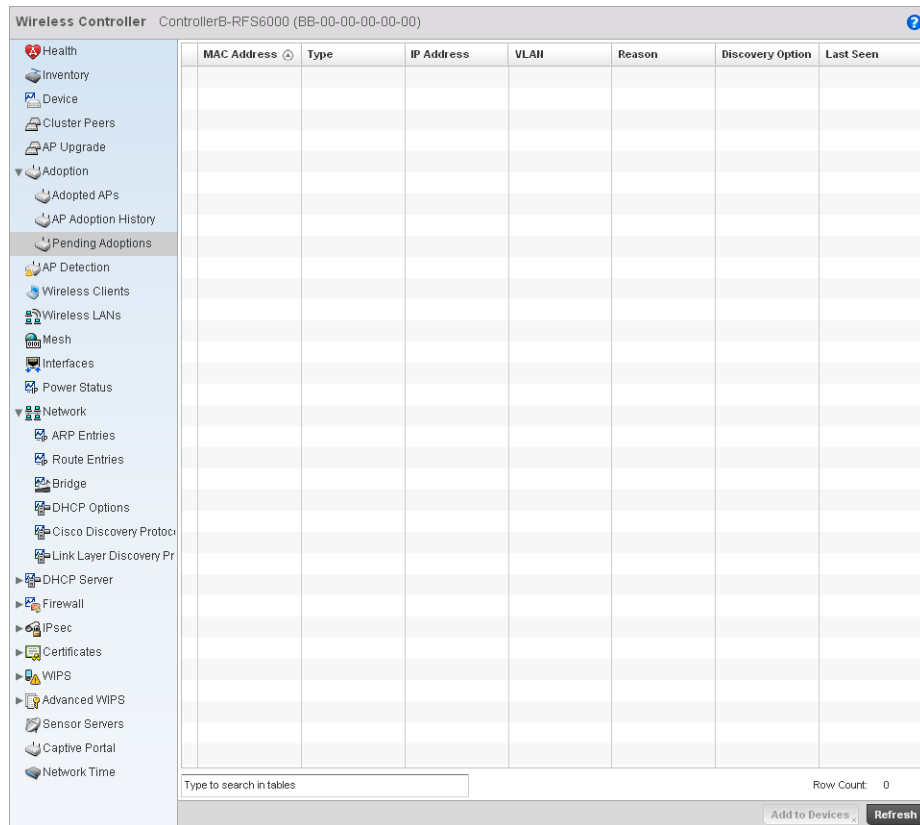 Wireless Controller ControllerB-RFS6000 (BB-00-00-00-00-00)
?
Health
Inventory
Device
Cluster Peers
AP Upgrade
Adoption
Adopted APs
AP Adoption History
Pending Adoptions
AP Detection
Wireless Clients
Wireless LANs
Mesh
Interfaces
Power Status
Network
ARP Entries
Route Entries
Bridge
DHCP Options
Cisco Discovery Protoc
Link Layer Discovery Pr
DHCP Server
Firewall
IPsec
Certificates
WIPS
Advanced WIPS
Sensor Servers
Captive Portal
Network Time
MAC Address Type IP Address VLAN Reason Discovery Option Last Seen
Type to search in tables Row Count: 0
Add to Devices Refresh